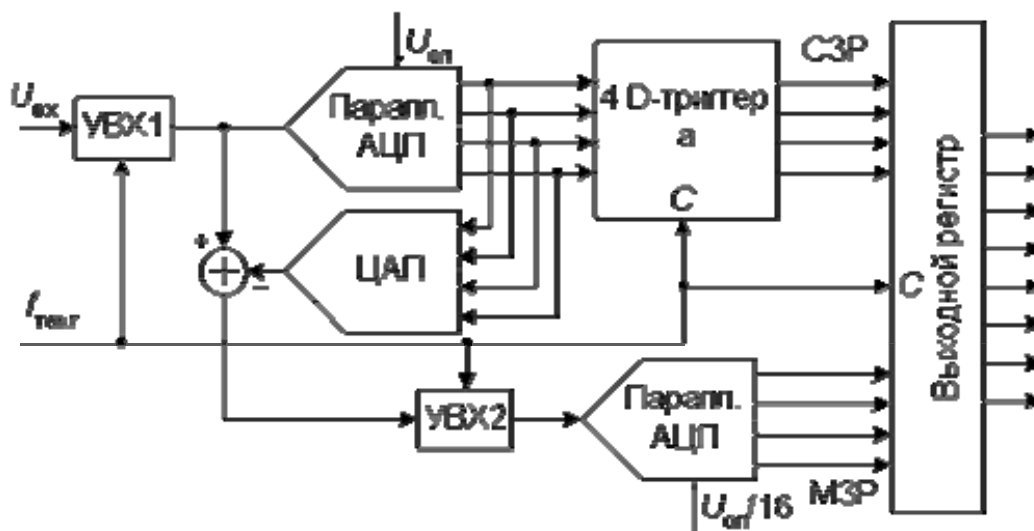 Uоп
СЗР
Uвх
УВХ1
Паралл.
АЦП
4 D-триггер
а
C
ЦАП
fтакт
УВХ2
Паралл.
АЦП
C
Выходной регистр
МЗР
Uоп/16